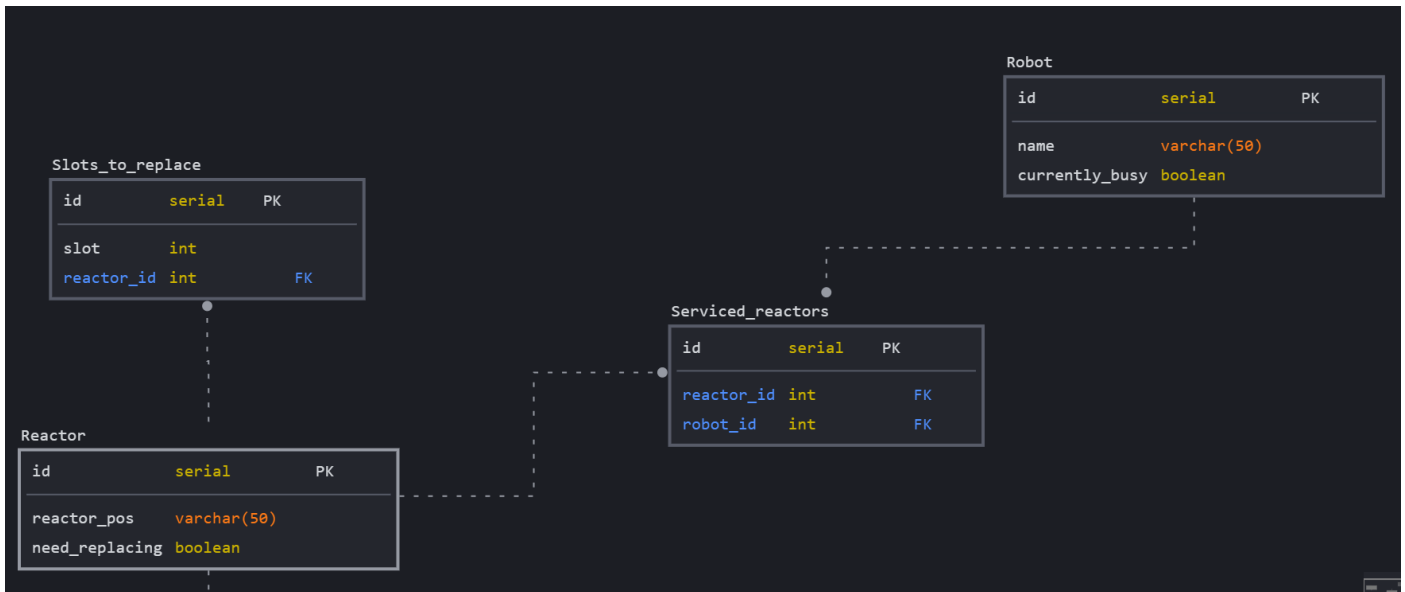 Robot
id serial PK
name varchar(50)
currently_busy boolean
Slots_to_replace
id serial PK
slot int
reactor_id int FK
Serviced_reactors
id serial PK
reactor_id int FK
robot_id int FK
Reactor
id serial PK
reactor_pos varchar(50)
need_replacing boolean